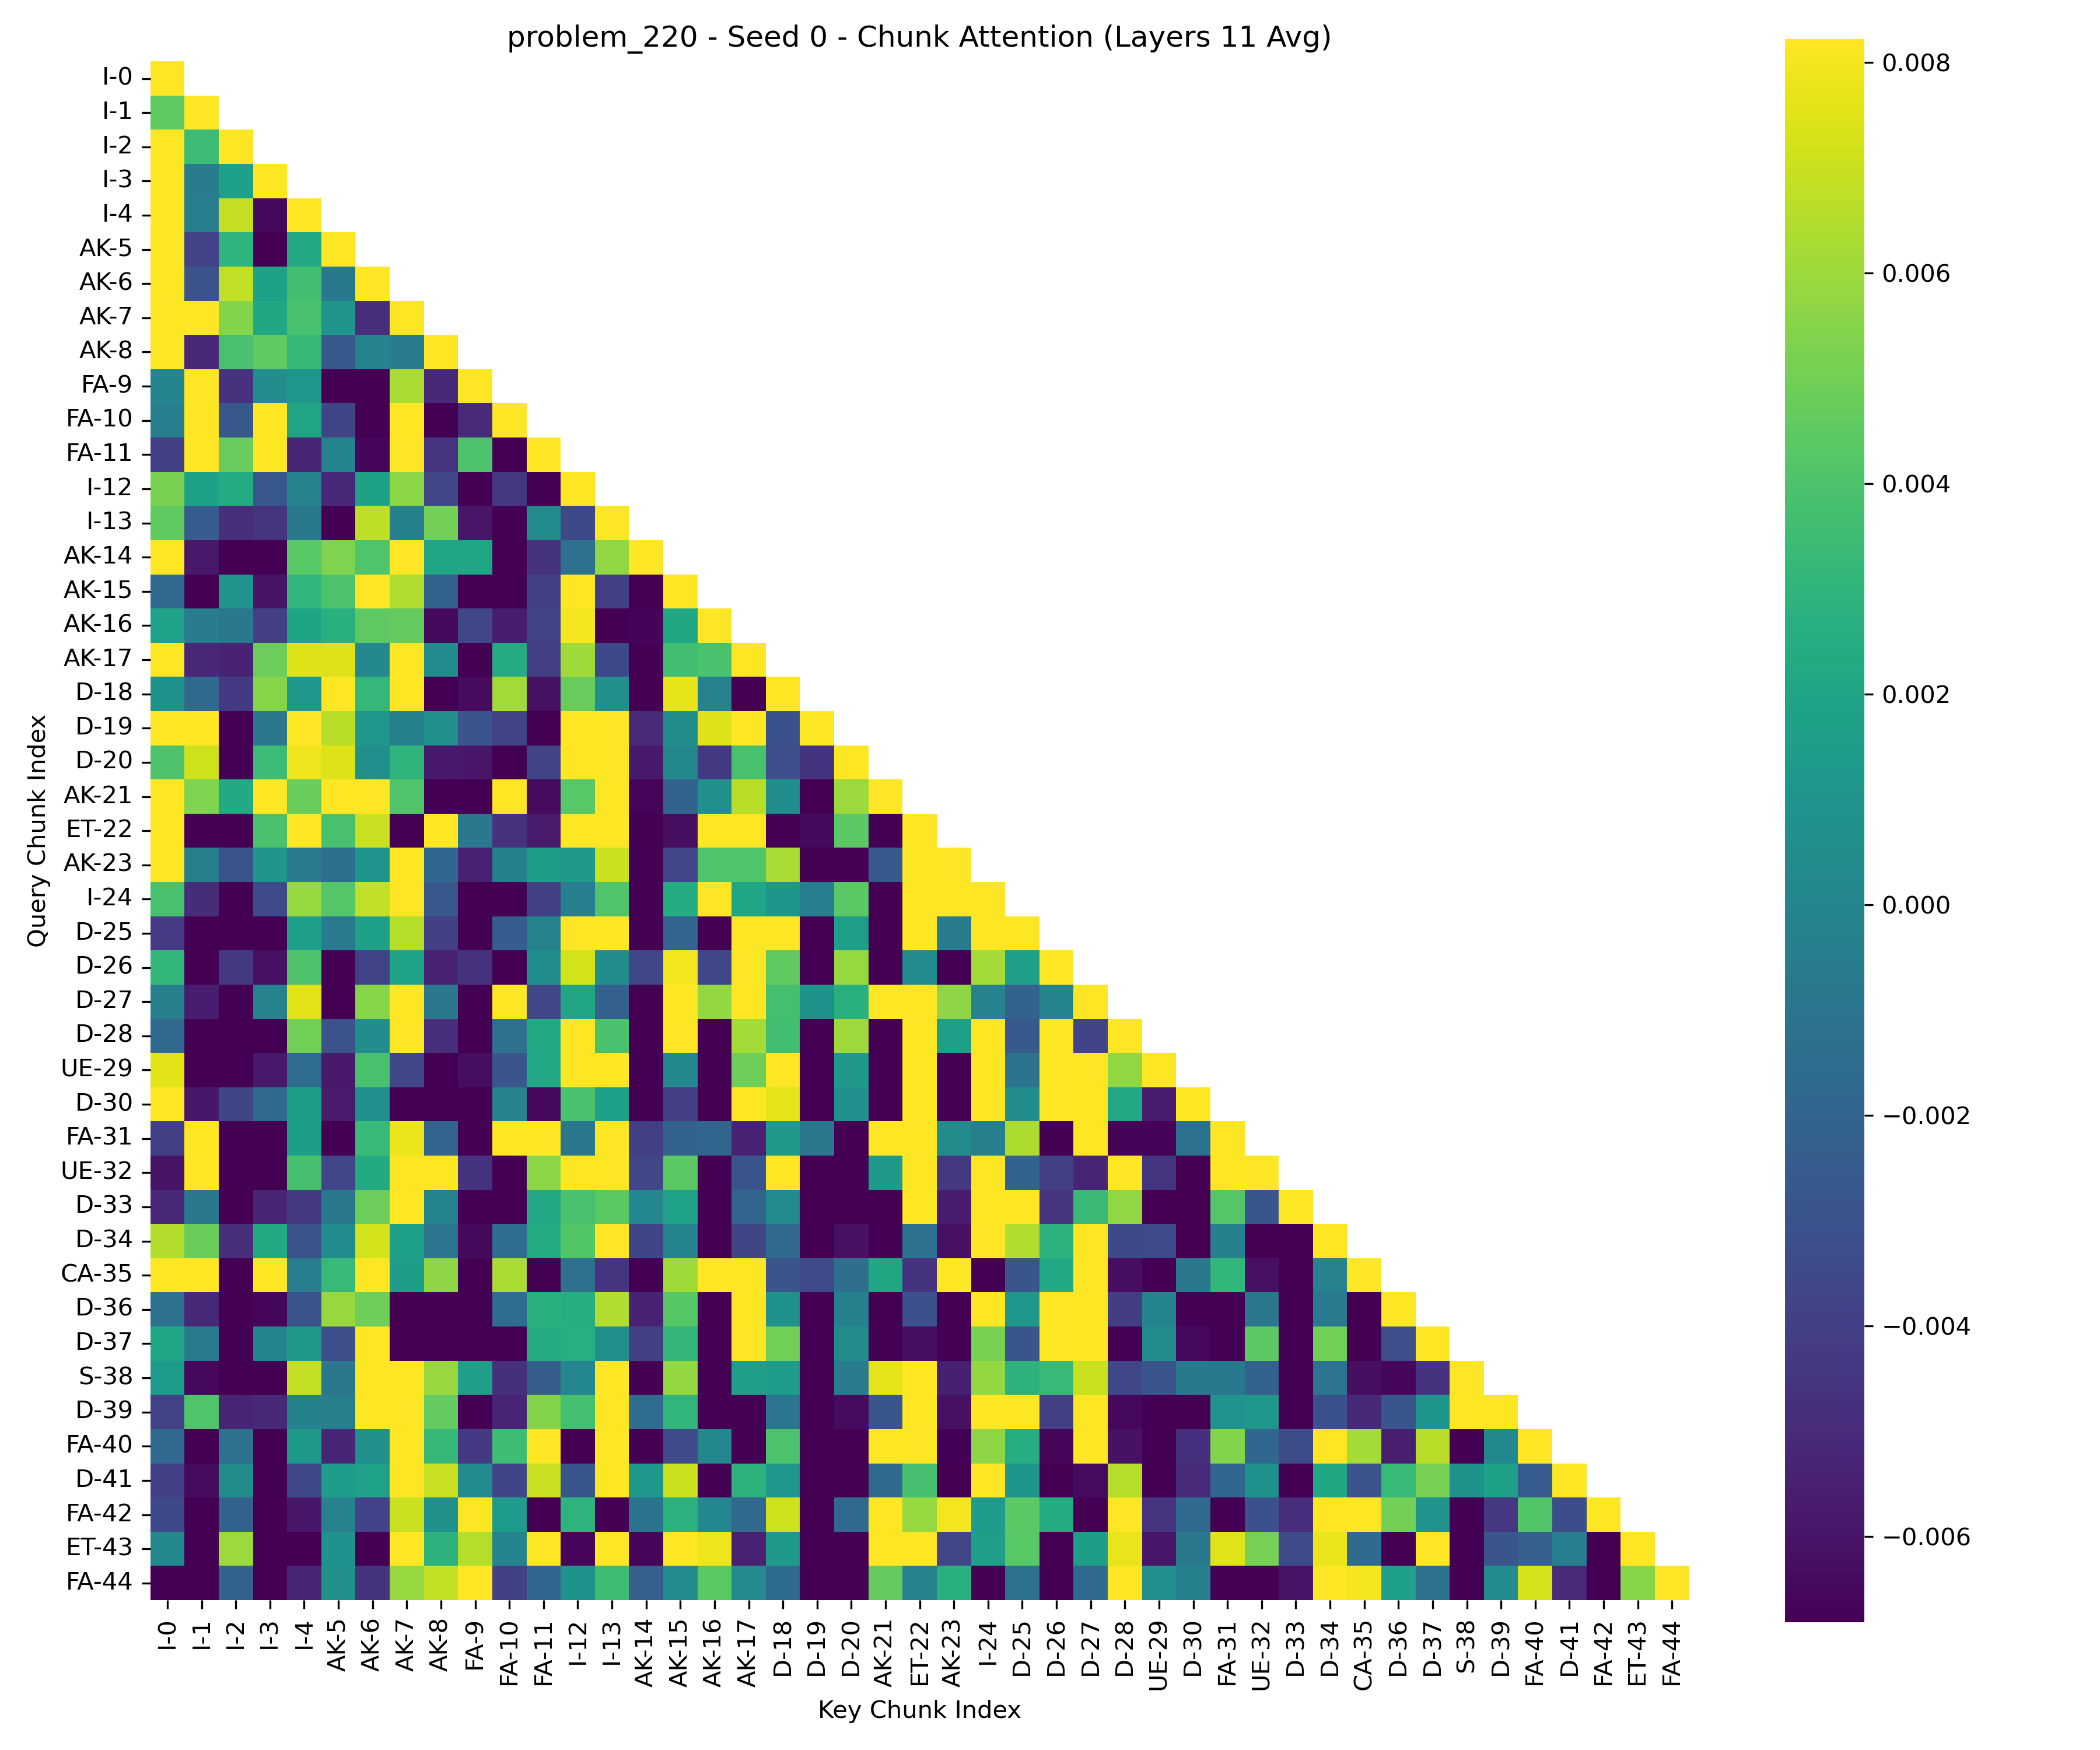 problem_220 - Seed 0 - Chunk Attention (Layers 11 Avg)
Query Chunk Index
I-0
I-1
I-2
I-3
I-4
AK-5
AK-6
AK-7
AK-8
FA-9
FA-10
FA-11
I-12
I-13
AK-14
AK-15
AK-16
AK-17
D-18
D-19
D-20
AK-21
ET-22
AK-23
I-24
D-25
D-26
D-27
D-28
UE-29
D-30
FA-31
UE-32
D-33
D-34
CA-35
D-36
D-37
S-38
D-39
FA-40
D-41
FA-42
ET-43
FA-44
I-0
I-1
I-2
I-3
I-4
AK-5
AK-6
AK-7
AK-8
FA-9
FA-10
FA-11
I-12
I-13
AK-14
AK-15
AK-16
AK-17
D-18
D-19
D-20
AK-21
ET-22
AK-23
I-24
D-25
D-26
D-27
D-28
UE-29
D-30
FA-31
UE-32
D-33
D-34
CA-35
D-36
D-37
S-38
D-39
FA-40
D-41
FA-42
ET-43
FA-44
Key Chunk Index
0.008
0.006
0.004
0.002
0.000
−0.002
−0.004
−0.006